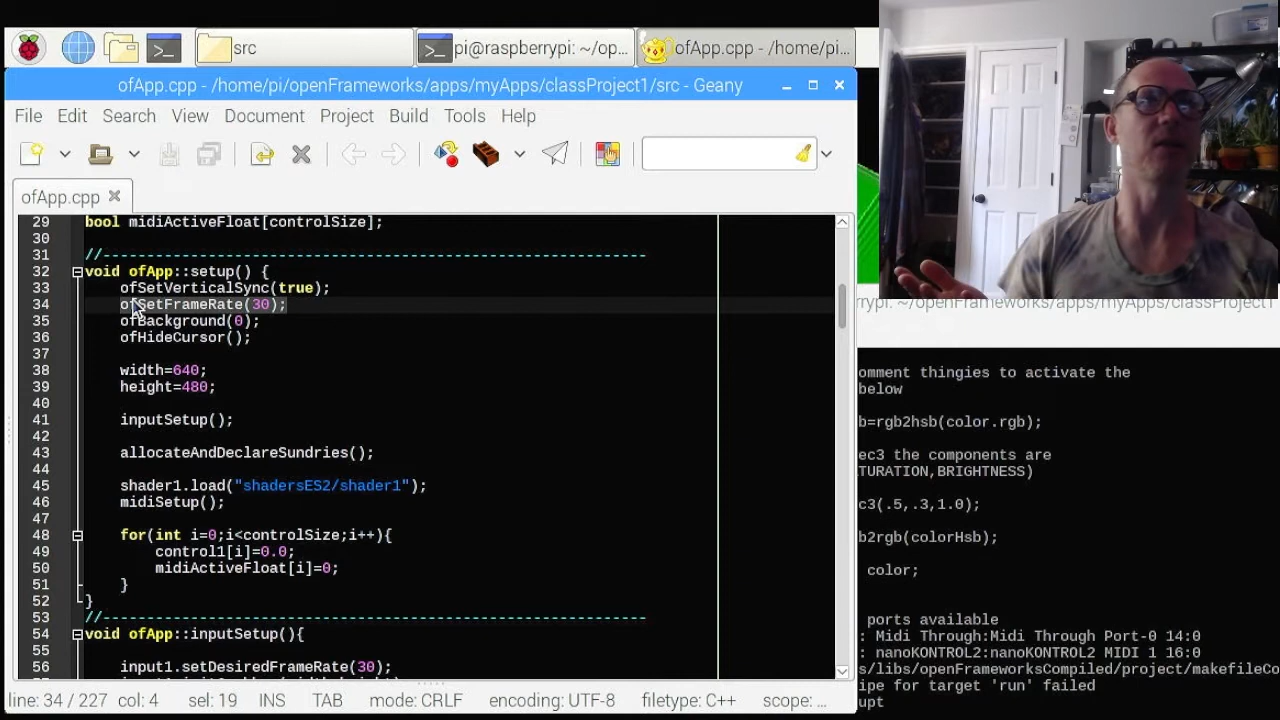 src
pi@raspberrypi: ~/op...
ofApp.cpp - /home/pi...
ofApp.cpp - /home/pi/openFrameworks/apps/myApps/classProject1/src - Geany
File Edit Search View Document Project Build Tools Help
ofApp.cpp
29 bool midiActiveFloat[controlSize];
30
31 //--------------------------------------------------------------
32 void ofApp::setup() {
33 ofSetVerticalSync(true);
34 ofSetFrameRate(30);
35 ofBackground(0);
36 ofHideCursor();
37
38 width=640;
39 height=480;
40
41 inputSetup();
42
43 allocateAndDeclareSundries();
44
45 shader1.load("shadersES2/shader1");
46 midiSetup();
47
48 for(int i=0;i<controlSize;i++){
49 control1[i]=0.0;
50 midiActiveFloat[i]=0;
51 }
52 }
53 //--------------------------------------------------------------
54 void ofApp::inputSetup(){
55
56 input1.setDesiredFrameRate(30);
line: 34 / 227 col: 4 sel: 19 INS TAB mode: CRLF encoding: UTF-8 filetype: C++ scope: ...
rrypi: ~/openFrameworks/apps/myApps/classProject1
omment thingies to activate the
below
b=rgb2hsb(color.rgb);
ec3 the components are
TURATION,BRIGHTNESS)
c3(.5,.3,1.0);
b2rgb(colorHsb);
color;
ports available
: Midi Through:Midi Through Port-0 14:0
: nanoKONTROL2:nanoKONTROL2 MIDI 1 16:0
s/libs/openFrameworksCompiled/project/makefileCo
ipe for target 'run' failed
upt